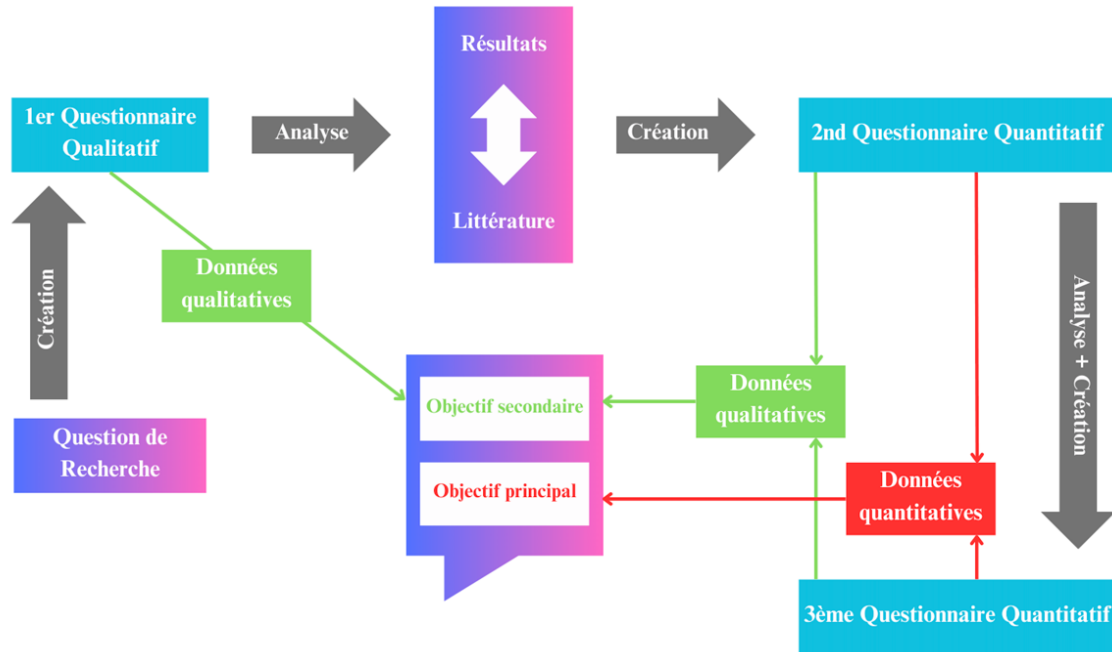 Résultats
1er Questionnaire
Qualitatif
Analyse
Création
2nd Questionnaire Quantitatif
Littérature
Création
Données
qualitatives
Analyse + Création
Données
qualitatives
Objectif secondaire
Question de
Recherche
Objectif principal
Données
quantitatives
3ème Questionnaire Quantitatif